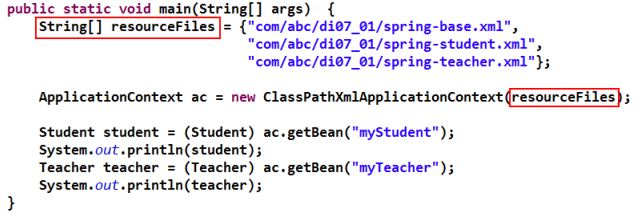 public static void main(String[] args)  {
    String[] resourceFiles = {"com/abc/di07_01/spring-base.xml",
                              "com/abc/di07_01/spring-student.xml",
                              "com/abc/di07_01/spring-teacher.xml"};
    ApplicationContext ac = new ClassPathXmlApplicationContext(resourceFiles);
    Student student = (Student) ac.getBean("myStudent");
    System.out.println(student);
    Teacher teacher = (Teacher) ac.getBean("myTeacher");
    System.out.println(teacher);
}